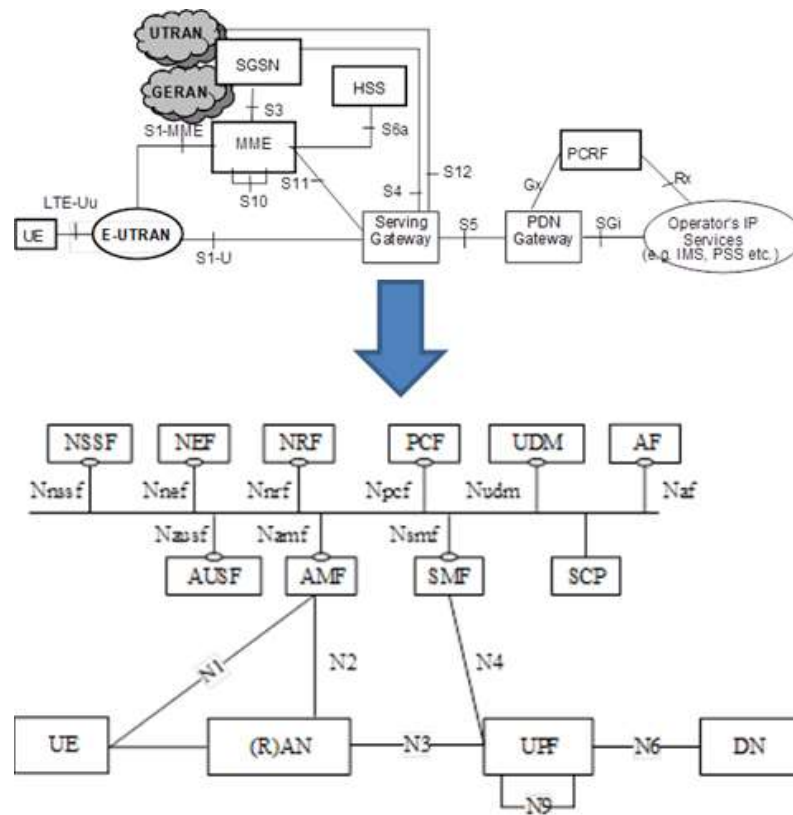 UTRAN
SGSN
GERAN
HSS
S3
S6a
S1-MME
MME
PCRF
S11
S10
S12
S4
Gx
Rx
LTE-Uu
UE
E-UTRAN
Serving
Gateway
S5
PDN
Gateway
SGi
Operator's IP
Services
(e.g. IMS, PSS etc.)
S1-U
NSSF NEF NRF PCF UDM AF
Nnssf Nnef Nnrf Npcf Nudm Naf
Nausf Namf Nsmf
AUSF AMF SMF SCP
N1 N2 N4
UE (R)AN N3 UPF N6 DN
N9